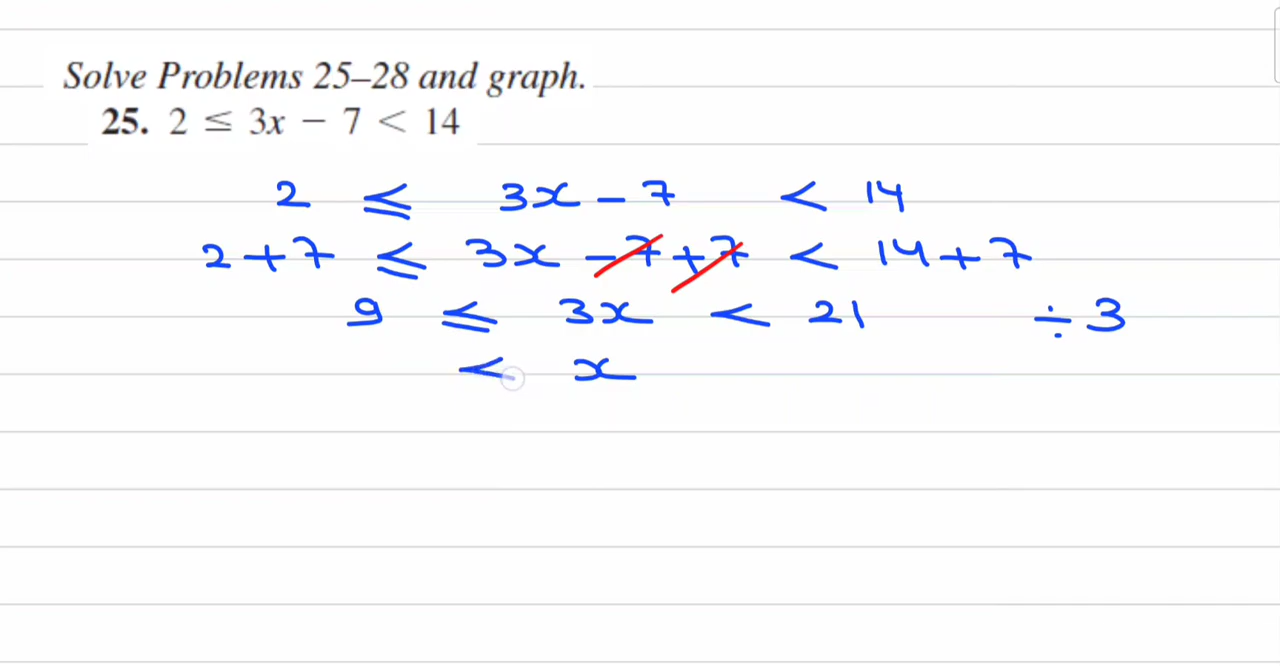 Solve Problems 25–28 and graph.
25. 2 ≤ 3x − 7 < 14
2 ≤ 3x − 7 < 14
2 + 7 ≤ 3x − 7 + 7 < 14 + 7
9 ≤ 3x < 21 ÷ 3
< x